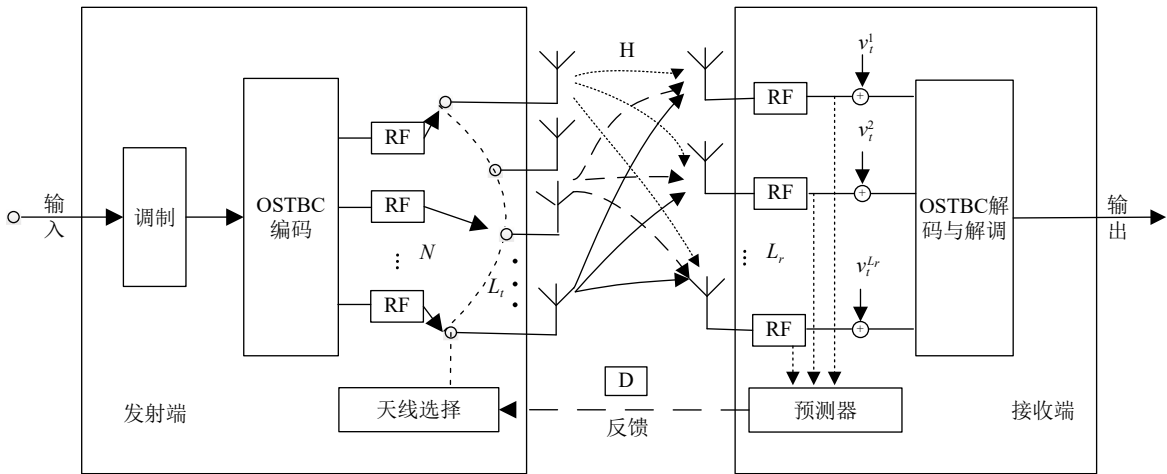 输
入
调制
OSTBC
编码
RF
RF
⋮ N
RF
L_t
⋮
天线选择
发射端
H
D
反馈
RF
RF
⋮ L_r
RF
v_t^1
+
v_t^2
+
v_t^{Lr}
+
OSTBC解
码与解调
预测器
接收端
输
出